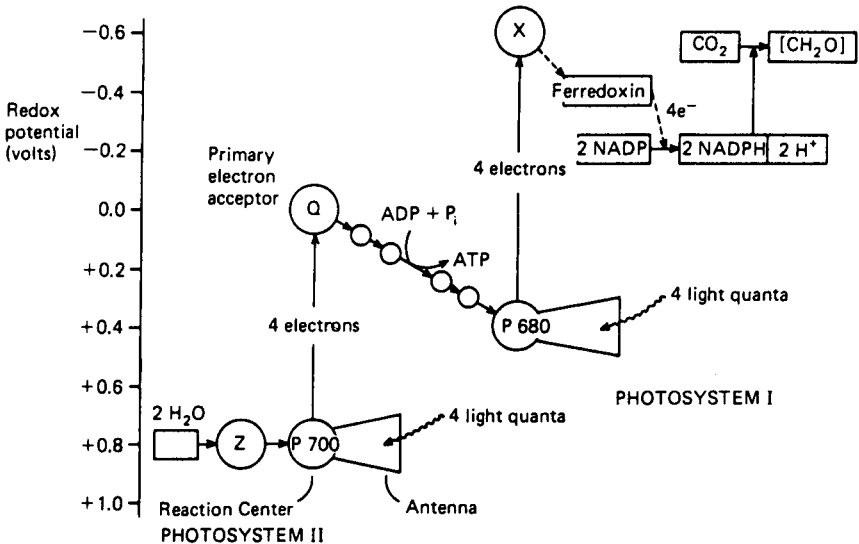 Redox
potential
(volts)
−0.6
−0.4
−0.2
0.0
+0.2
+0.4
+0.6
+0.8
+1.0
X
CO₂
[CH₂O]
Ferredoxin
4e⁻
2 NADP
2 NADPH
2 H⁺
4 electrons
Primary
electron
acceptor
Q
ADP + Pᵢ
ATP
P 680
4 light quanta
4 electrons
PHOTOSYSTEM I
2 H₂O
Z
P 700
4 light quanta
Reaction Center
Antenna
PHOTOSYSTEM II